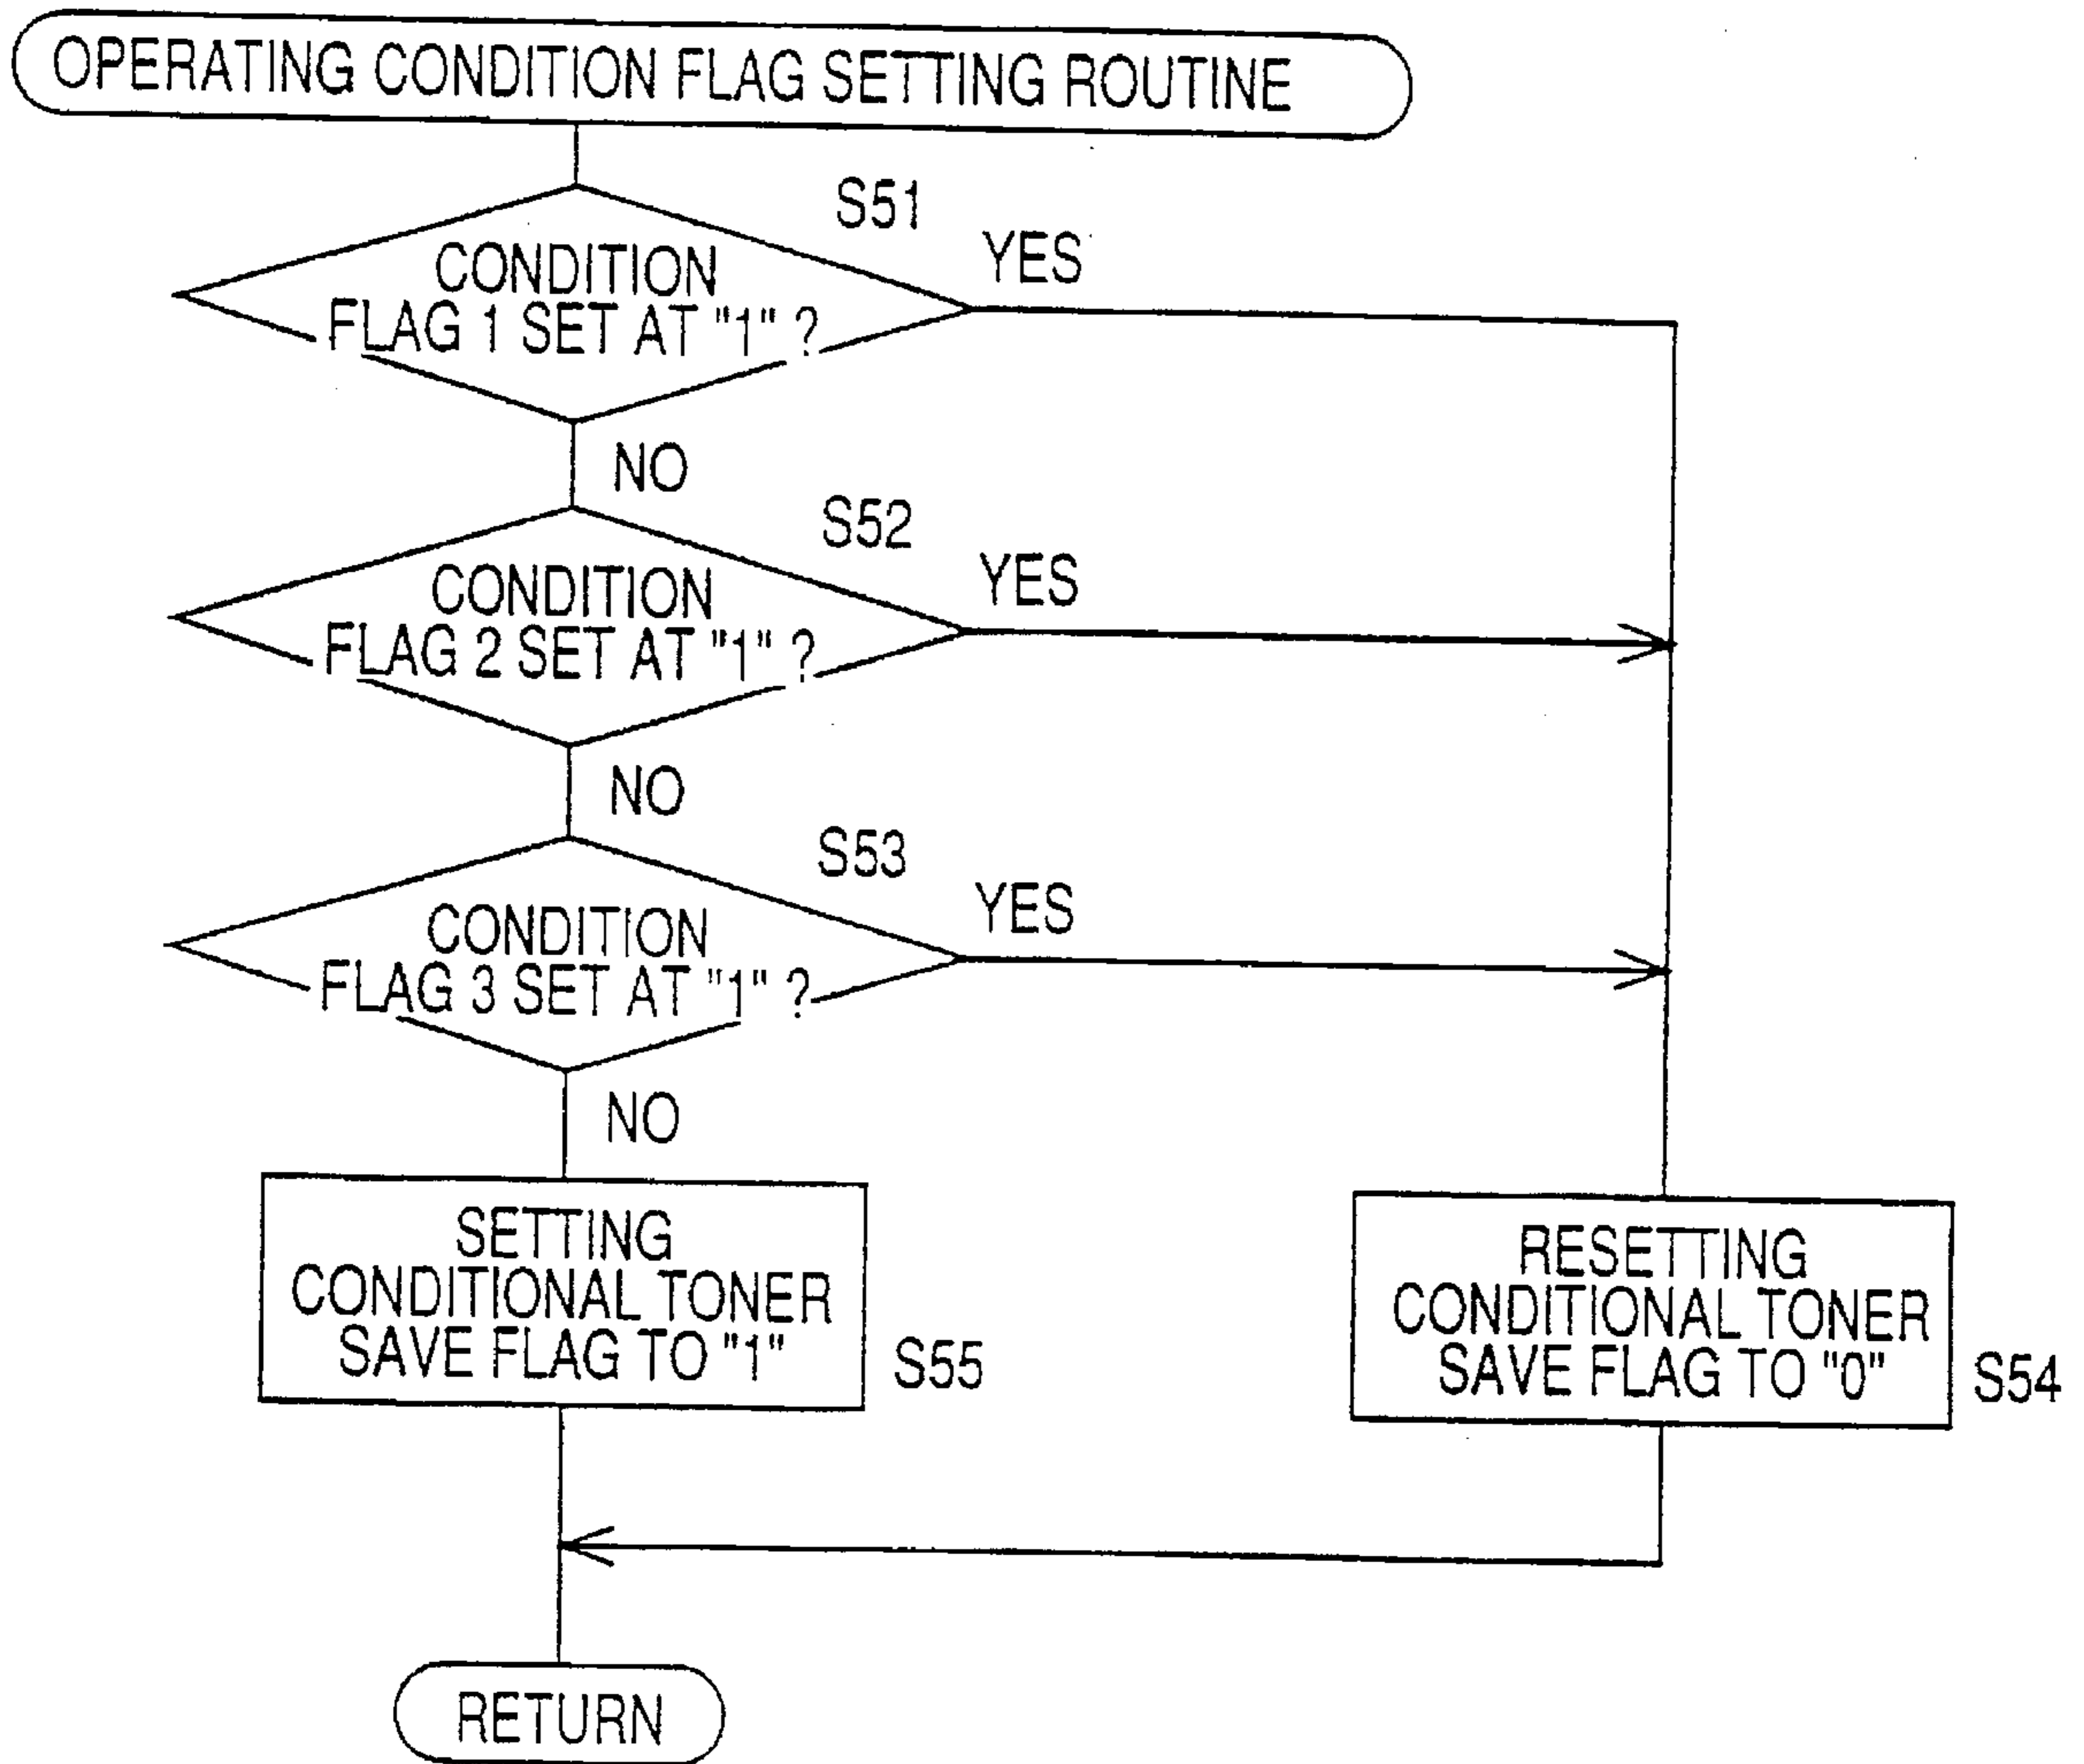 OPERATING CONDITION FLAG SETTING ROUTINE
S51
CONDITION
FLAG 1 SET AT "1" ?
YES
NO
S52
CONDITION
FLAG 2 SET AT "1" ?
YES
NO
S53
CONDITION
FLAG 3 SET AT "1" ?
YES
NO
SETTING
CONDITIONAL TONER
SAVE FLAG TO "1"
S55
RESETTING
CONDITIONAL TONER
SAVE FLAG TO "0"
S54
RETURN